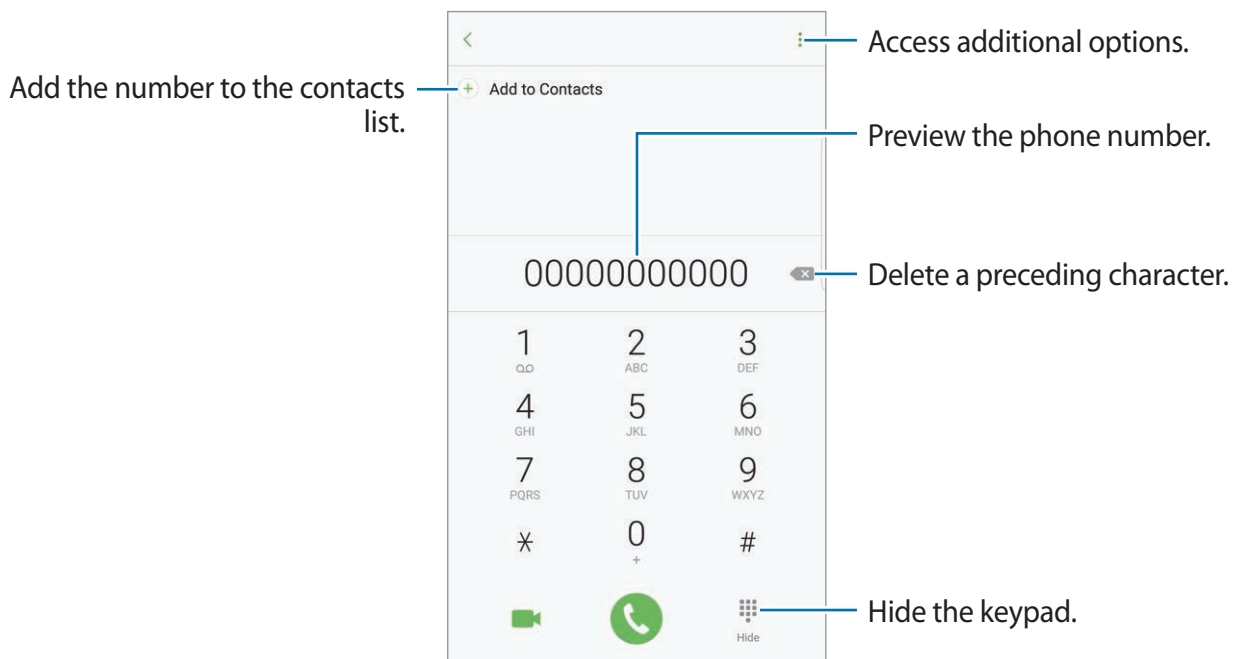 Access additional options.
Add the number to the contacts
list.
Add to Contacts
Preview the phone number.
00000000000
Delete a preceding character.
1 2 3
ABC DEF
4 5 6
GHI JKL MNO
7 8 9
PQRS TUV WXYZ
* 0 #
+
Hide the keypad.
Hide